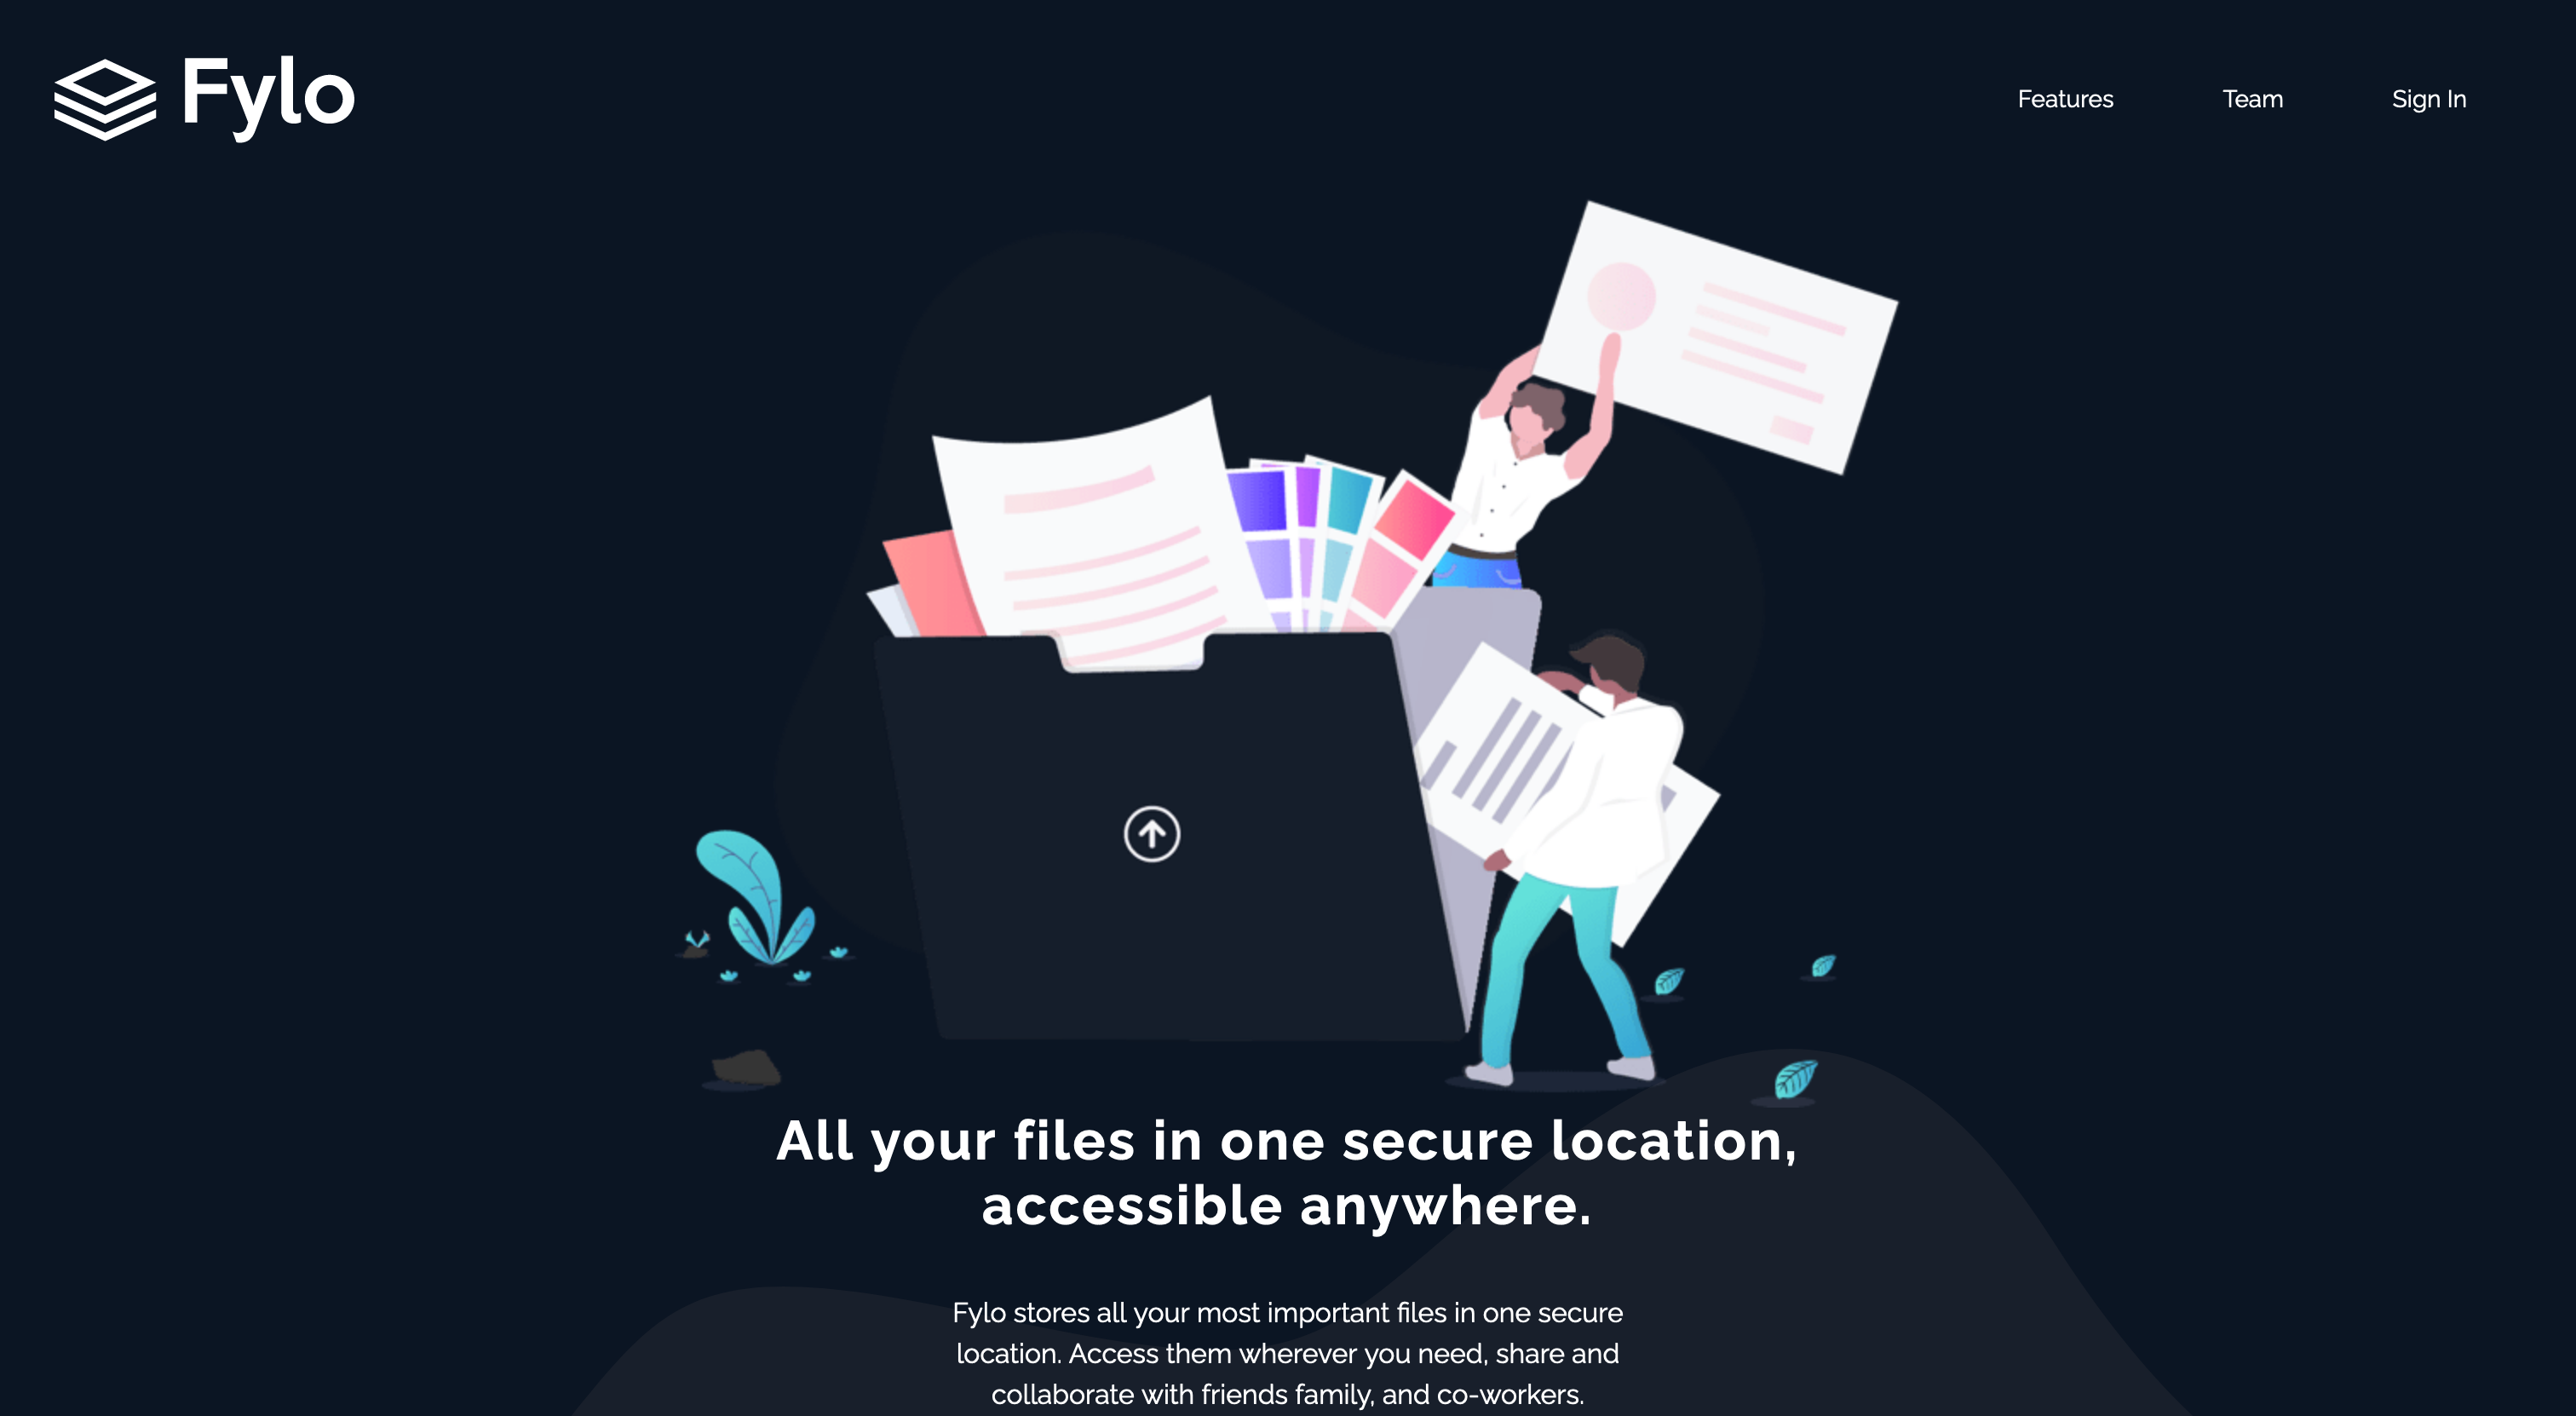 Fylo
Features
Team
Sign In
All your files in one secure location,
accessible anywhere.
Fylo stores all your most important files in one secure
location. Access them wherever you need, share and
collaborate with friends family, and co-workers.